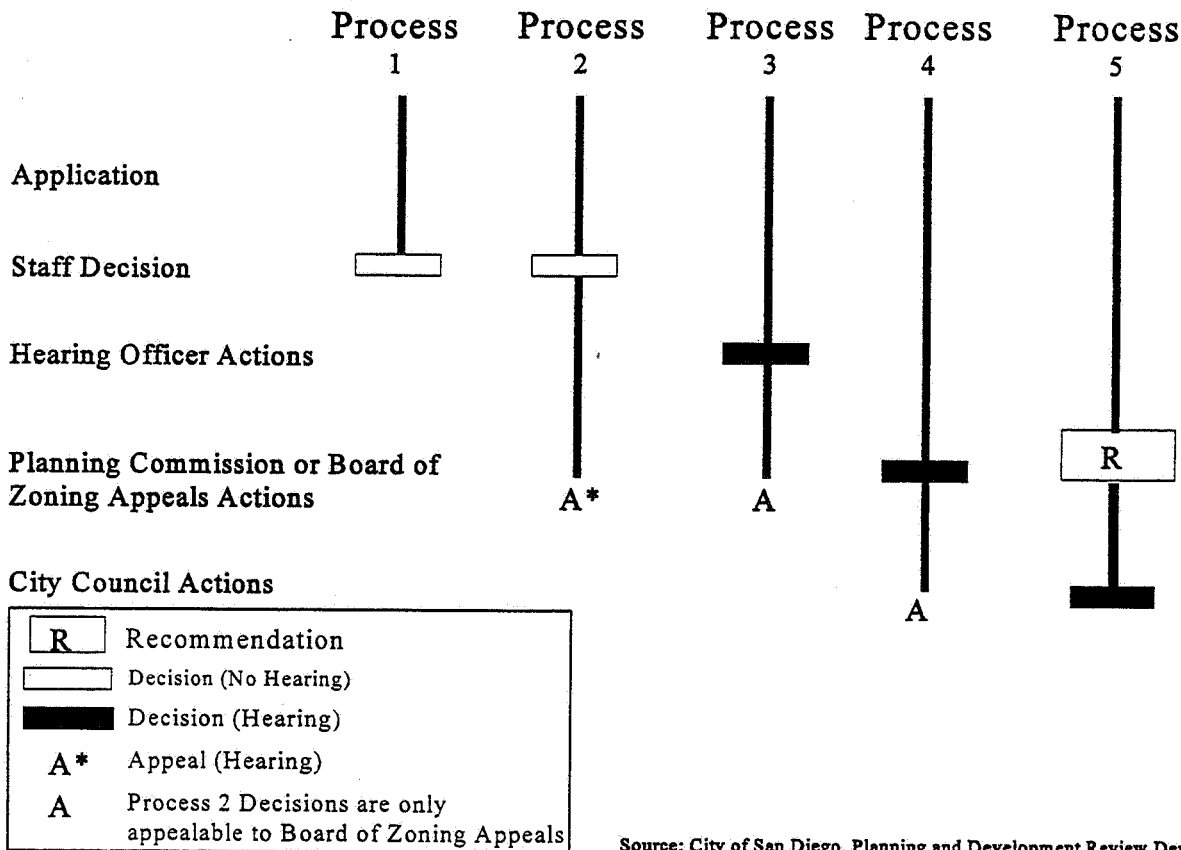 Process Process Process Process Process
1 2 3 4 5
Application
Staff Decision
Hearing Officer Actions
Planning Commission or Board of
Zoning Appeals Actions
A* A
R
City Council Actions
A
R Recommendation
Decision (No Hearing)
Decision (Hearing)
A* Appeal (Hearing)
A Process 2 Decisions are only
appealable to Board of Zoning Appeals
Source: City of San Diego, Planning and Development Review